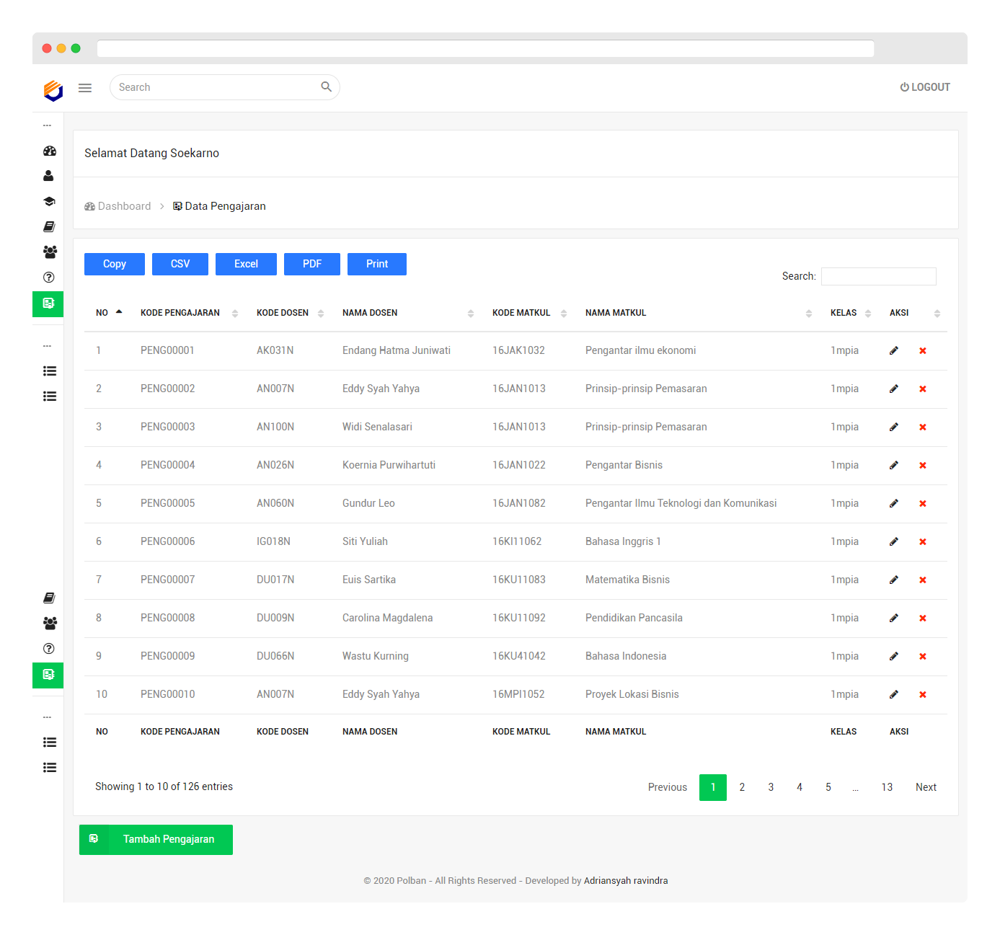 Search
LOGOUT
---
Selamat Datang Soekarno
Dashboard > Data Pengajaran
Copy CSV Excel PDF Print
Search:
NO KODE PENGAJARAN KODE DOSEN NAMA DOSEN KODE MATKUL NAMA MATKUL KELAS AKSI
1 PENG00001 AK031N Endang Hatma Juniwati 16JAK1032 Pengantar ilmu ekonomi 1mpia
2 PENG00002 AN007N Eddy Syah Yahya 16JAN1013 Prinsip-prinsip Pemasaran 1mpia
3 PENG00003 AN100N Widi Senalasari 16JAN1013 Prinsip-prinsip Pemasaran 1mpia
4 PENG00004 AN026N Koernia Purwihartuti 16JAN1022 Pengantar Bisnis 1mpia
5 PENG00005 AN060N Gundur Leo 16JAN1082 Pengantar Ilmu Teknologi dan Komunikasi 1mpia
6 PENG00006 IG018N Siti Yuliah 16KI11062 Bahasa Inggris 1 1mpia
7 PENG00007 DU017N Euis Sartika 16KU11083 Matematika Bisnis 1mpia
8 PENG00008 DU009N Carolina Magdalena 16KU11092 Pendidikan Pancasila 1mpia
9 PENG00009 DU066N Wastu Kurning 16KU41042 Bahasa Indonesia 1mpia
10 PENG00010 AN007N Eddy Syah Yahya 16MPI1052 Proyek Lokasi Bisnis 1mpia
NO KODE PENGAJARAN KODE DOSEN NAMA DOSEN KODE MATKUL NAMA MATKUL KELAS AKSI
Showing 1 to 10 of 126 entries
Previous 1 2 3 4 5 … 13 Next
Tambah Pengajaran
© 2020 Polban - All Rights Reserved - Developed by Adriansyah ravindra